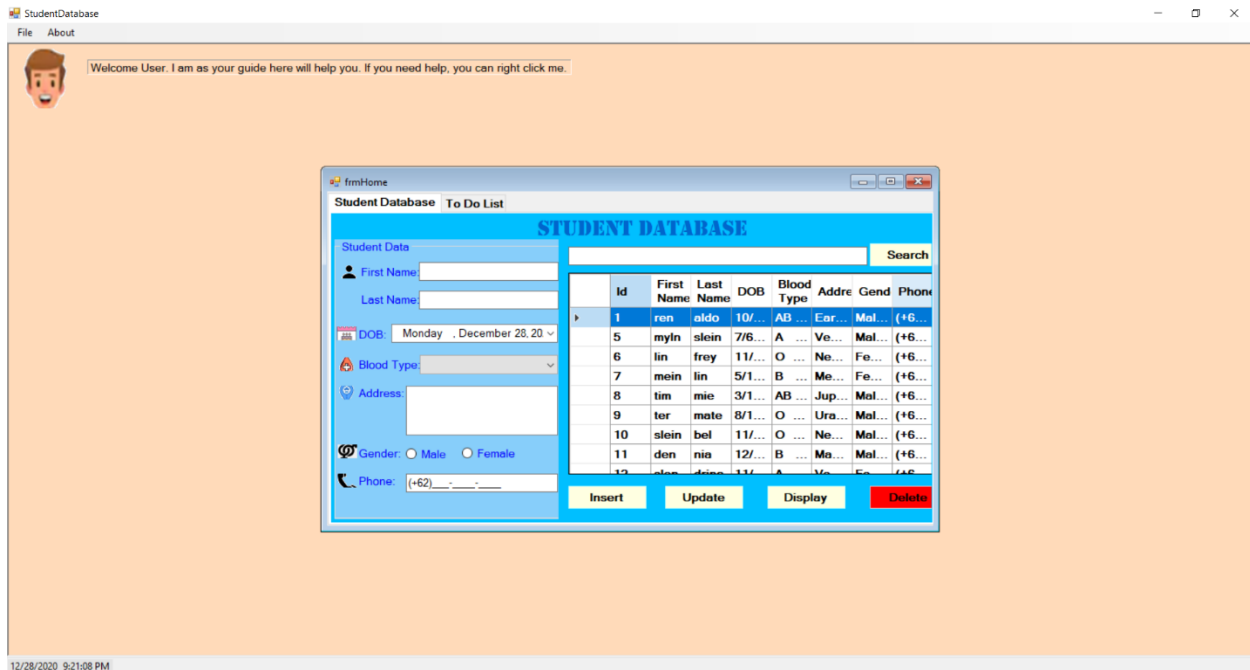 StudentDatabase
File About
Welcome User. I am as your guide here will help you. If you need help, you can right click me.
frmHome
Student Database To Do List
STUDENT DATABASE
Student Data
Search
First Name:
Last Name:
DOB: Monday , December 28, 20
Blood Type:
Address:
Gender: Male Female
Phone: (+62)___-____-____
Id First Name Last Name DOB Blood Type Addre Gend Phone
1 ren aldo 10/... AB ... Ear... Mal... (+6...
5 myln slein 7/6... A ... Ve... Mal... (+6...
6 lin frey 11/... O ... Ne... Fe... (+6...
7 mein lin 5/1... B ... Me... Fe... (+6...
8 tim mie 3/1... AB ... Jup... Mal... (+6...
9 ter mate 8/1... O ... Ura... Mal... (+6...
10 slein bel 11/... O ... Ne... Mal... (+6...
11 den nia 12/... B ... Ma... Mal... (+6...
Insert Update Display Delete
12/28/2020 9:21:08 PM